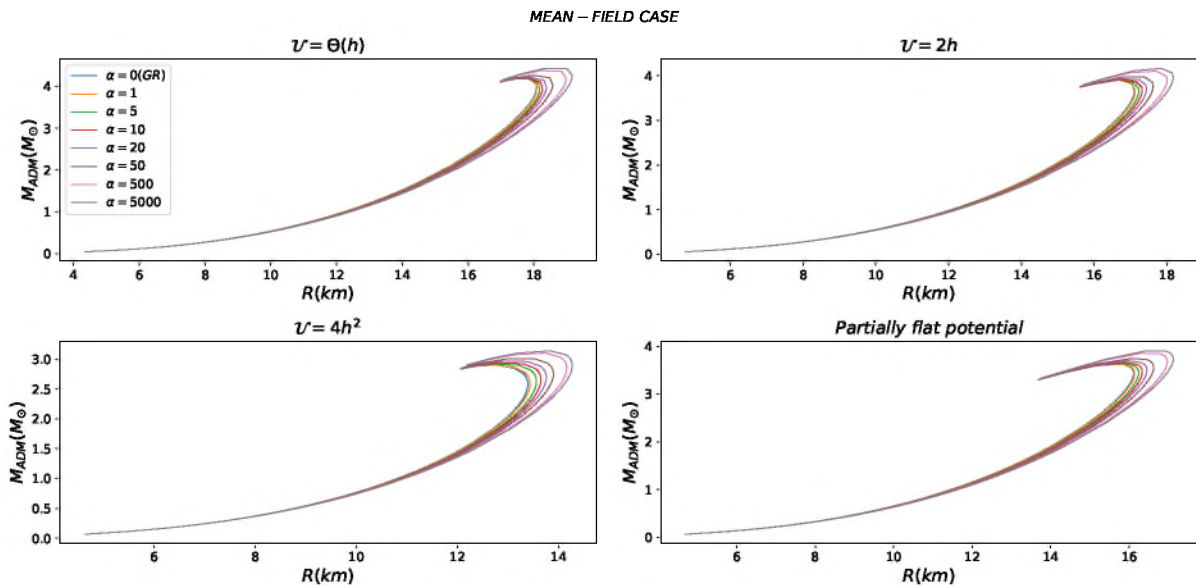 MEAN − FIELD CASE
𝒰 = Θ(h)
M_ADM(M_⊙)
4
3
2
1
0
α = 0(GR)
α = 1
α = 5
α = 10
α = 20
α = 50
α = 500
α = 5000
4 6 8 10 12 14 16 18
R(km)
𝒰 = 2h
M_ADM(M_⊙)
4
3
2
1
0
6 8 10 12 14 16 18
R(km)
𝒰 = 4h²
M_ADM(M_⊙)
3.0
2.5
2.0
1.5
1.0
0.5
0.0
6 8 10 12 14
R(km)
Partially flat potential
M_ADM(M_⊙)
4
3
2
1
0
6 8 10 12 14 16
R(km)